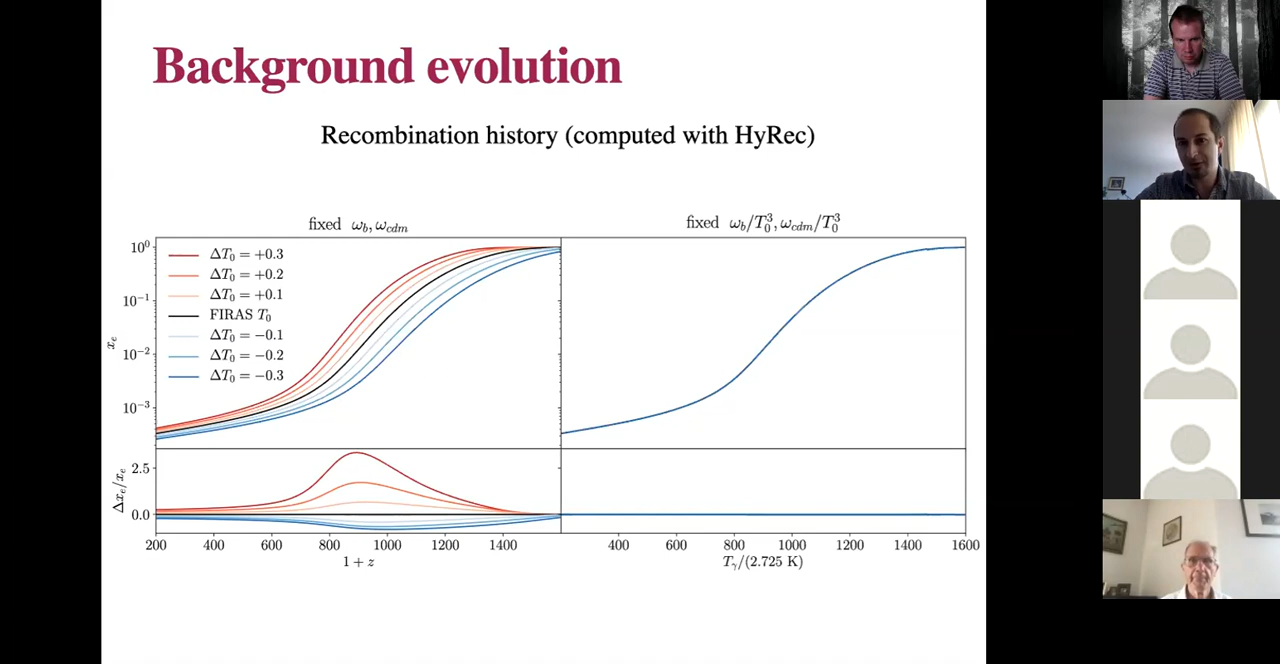 Background evolution
Recombination history (computed with HyRec)
fixed ω_b, ω_cdm
fixed ω_b/T_0^3, ω_cdm/T_0^3
10^0
10^-1
10^-2
10^-3
x_e
ΔT_0 = +0.3
ΔT_0 = +0.2
ΔT_0 = +0.1
FIRAS T_0
ΔT_0 = −0.1
ΔT_0 = −0.2
ΔT_0 = −0.3
2.5
0.0
Δx_e/x_e
200 400 600 800 1000 1200 1400
1 + z
400 600 800 1000 1200 1400 1600
T_γ/(2.725 K)